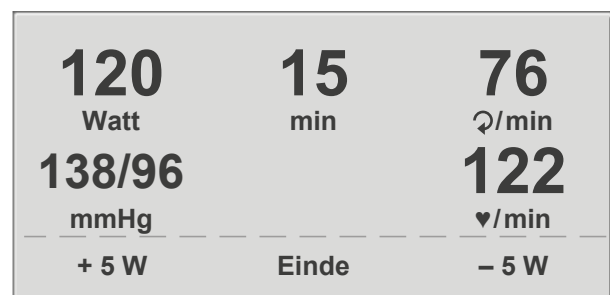 120 15 76
Watt min ⤾/min
138/96 122
mmHg ♥/min
+ 5 W Einde – 5 W